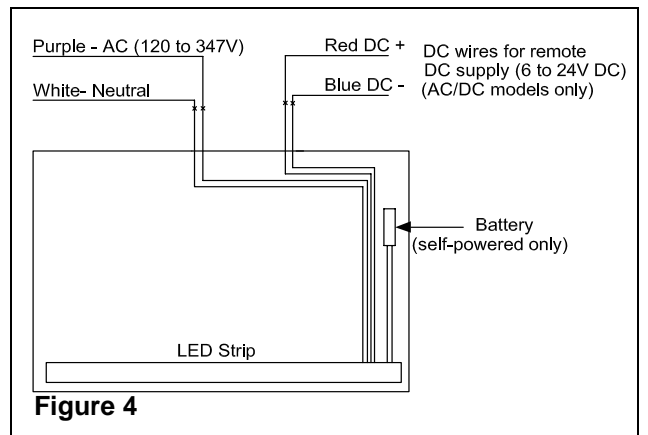 Purple - AC (120 to 347V)
White- Neutral
Red DC +
Blue DC -
DC wires for remote
DC supply (6 to 24V DC)
(AC/DC models only)
Battery
(self-powered only)
LED Strip
Figure 4